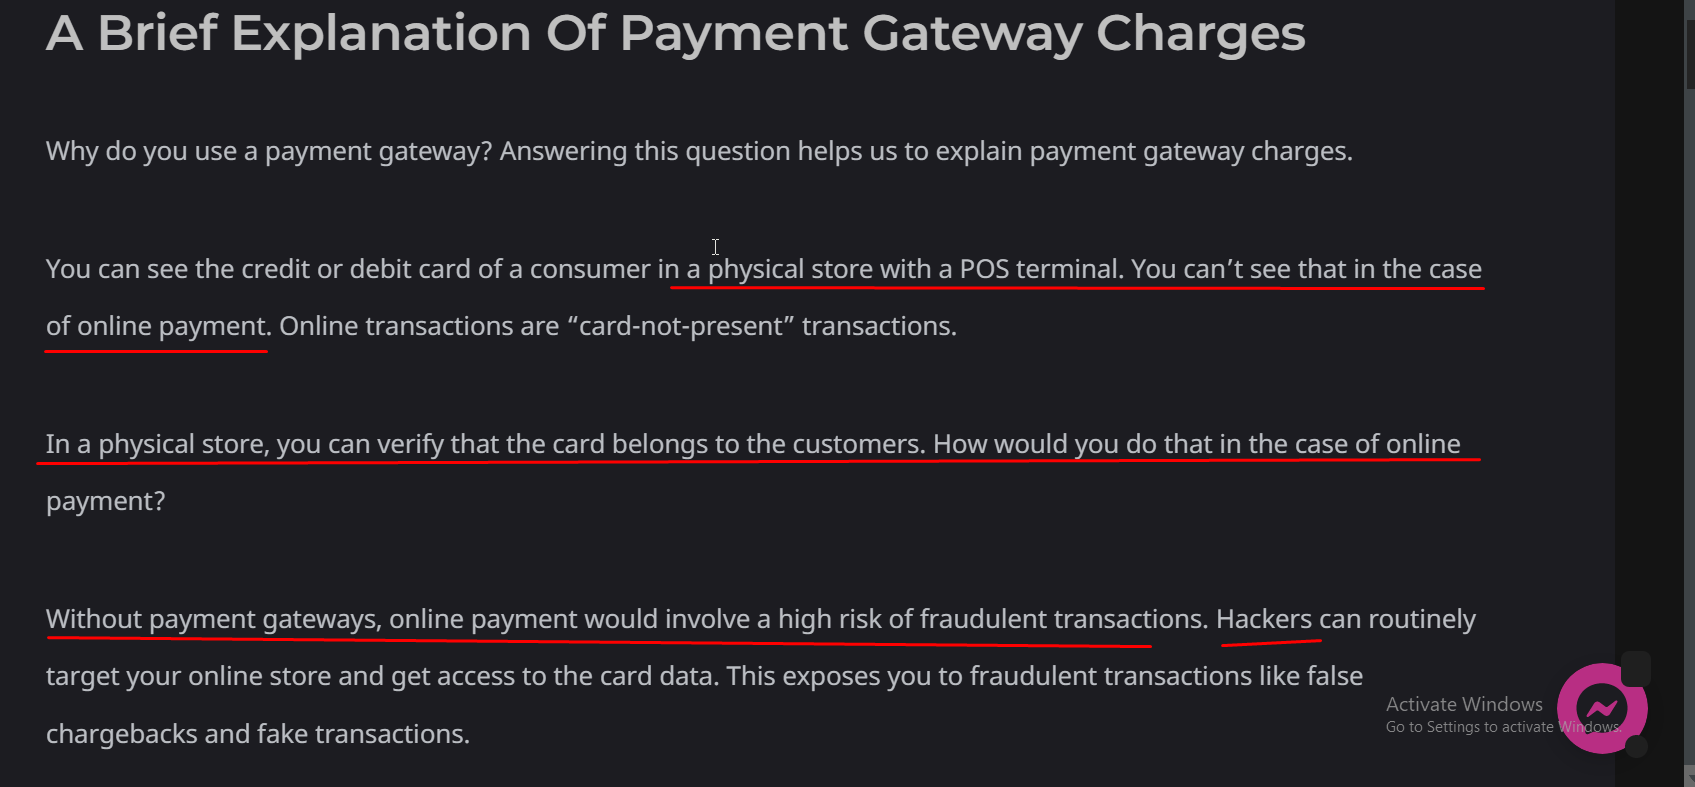 A Brief Explanation Of Payment Gateway Charges
Why do you use a payment gateway? Answering this question helps us to explain payment gateway charges.
You can see the credit or debit card of a consumer in a physical store with a POS terminal. You can’t see that in the case
of online payment. Online transactions are “card-not-present” transactions.
In a physical store, you can verify that the card belongs to the customers. How would you do that in the case of online
payment?
Without payment gateways, online payment would involve a high risk of fraudulent transactions. Hackers can routinely
target your online store and get access to the card data. This exposes you to fraudulent transactions like false
chargebacks and fake transactions.
Activate Windows
Go to Settings to activate Windows.